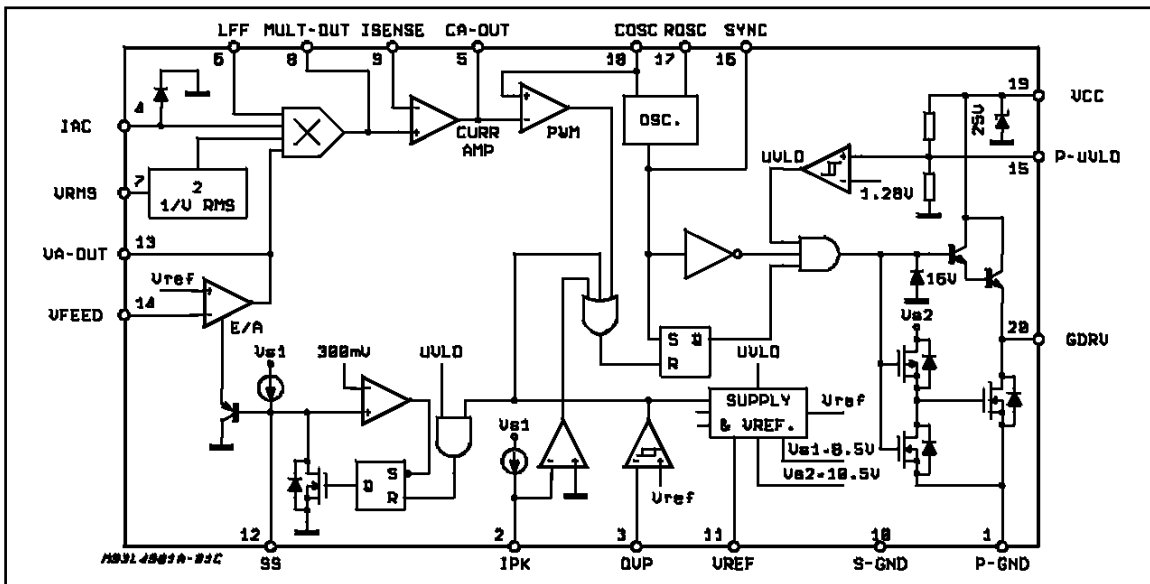 LFF MULT-OUT ISENSE CA-OUT COSC ROSC SYNC
6 8 9 5 18 17 16
19
VCC
4
IAC
25V
OSC.
CURR
AMP
PWM
UVLO
P-UVLO
15
1.28V
7
VRMS
2
1/V RMS
13
VA-OUT
Vref
14
VFEED
E/A
15V
Vs2
20
GDRV
S Q
R
Vs1
300mV
UVLO
UVLO
SUPPLY
& VREF.
Vref
Vs1
Vs1=8.5V
Vs2=10.5V
Q S
R
Vref
12 2 3 11 10 1
SS IPK OVP VREF S-GND P-GND
M93L4981A-03C